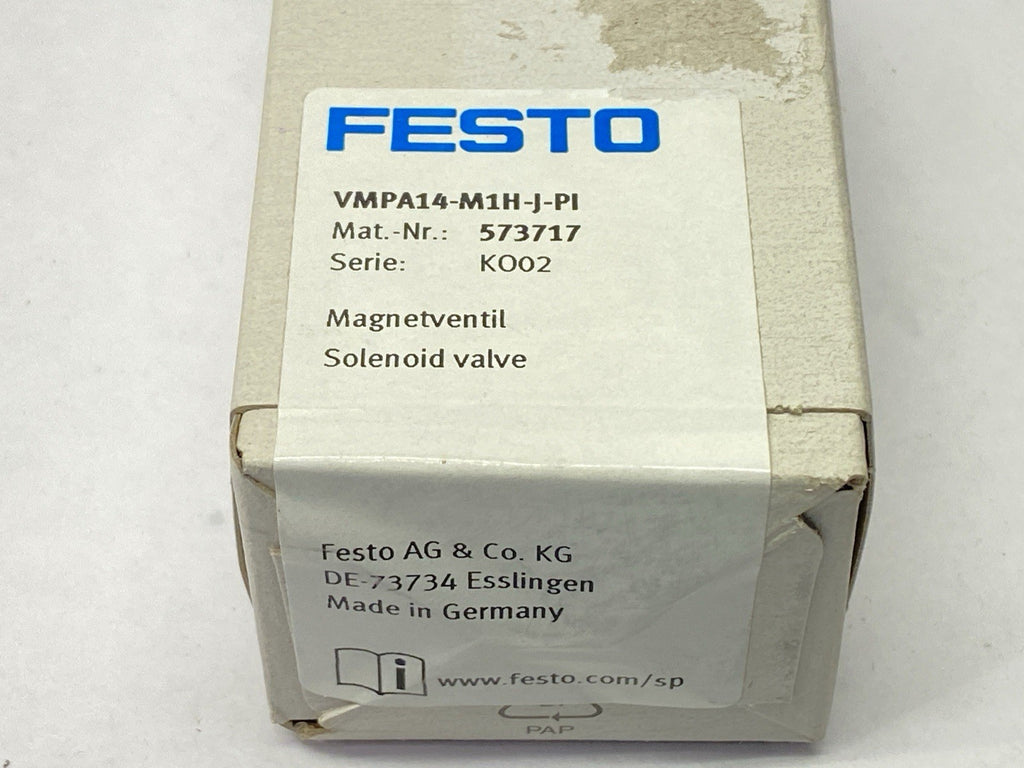 FESTO
VMPA14-M1H-J-PI
Mat.-Nr.: 573717
Serie: KO02
Magnetventil
Solenoid valve
Festo AG & Co. KG
DE-73734 Esslingen
Made in Germany
i www.festo.com/sp
PAP